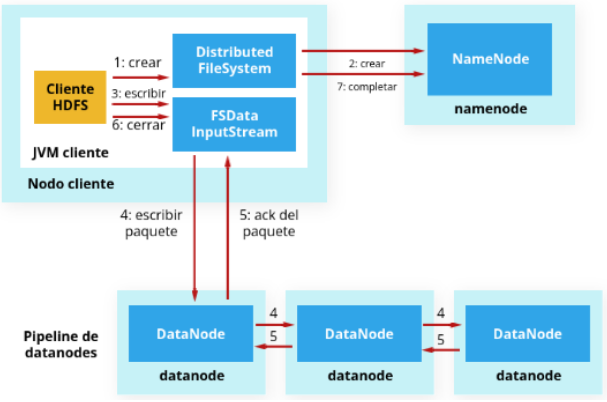 Distributed
FileSystem
NameNode
namenode
1: crear
2: crear
7: completar
Cliente
HDFS
3: escribir
6: cerrar
FSData
InputStream
JVM cliente
Nodo cliente
4: escribir
paquete
5: ack del
paquete
Pipeline de
datanodes
DataNode
4
5
DataNode
4
5
DataNode
datanode
datanode
datanode